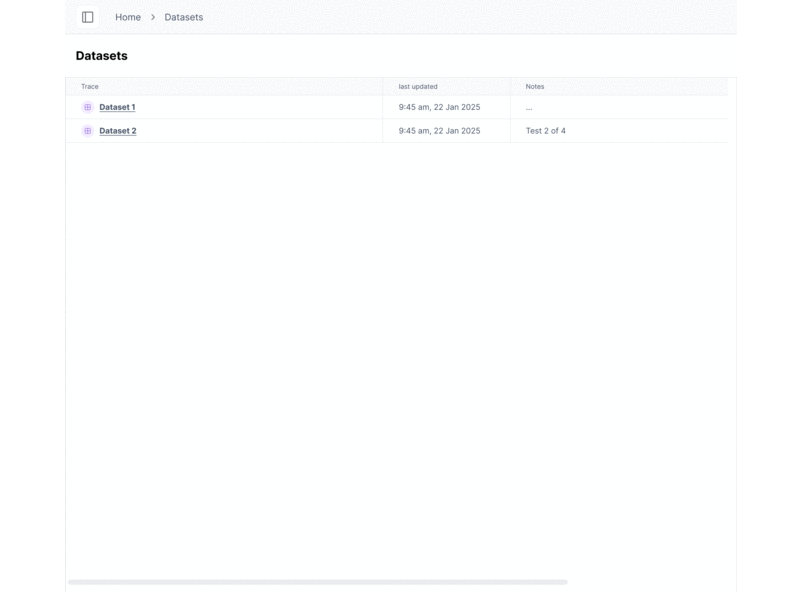 Home > Datasets
Datasets
Trace last updated Notes
Dataset 1 9:45 am, 22 Jan 2025 ...
Dataset 2 9:45 am, 22 Jan 2025 Test 2 of 4